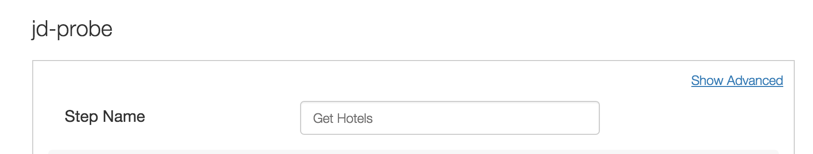 jd-probe
Show Advanced
Step Name
Get Hotels